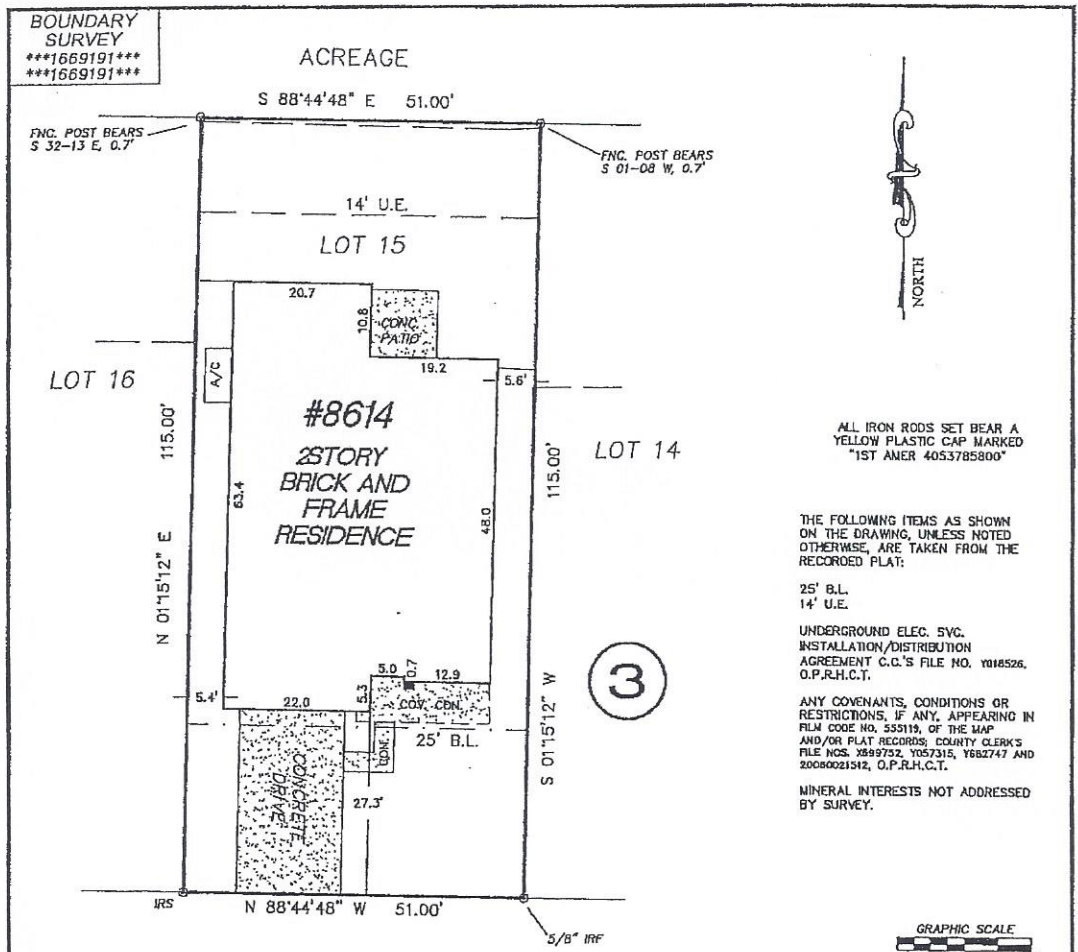 BOUNDARY
SURVEY
***1669191***
***1669191***
ACREAGE
S 88°44'48" E 51.00'
FNC. POST BEARS
S 32-13 E, 0.7'
FNC. POST BEARS
S 01-08 W, 0.7'
14' U.E.
LOT 15
NORTH
20.7
10.8
CONC.
PATIO
19.2
5.6'
A/C
LOT 16
115.00'
#8614
2STORY
BRICK AND
FRAME
RESIDENCE
63.4
48.0
LOT 14
115.00'
N 01°15'12" E
S 01°15'12" W
ALL IRON RODS SET BEAR A
YELLOW PLASTIC CAP MARKED
"1ST AMER 4053785800"
THE FOLLOWING ITEMS AS SHOWN
ON THE DRAWING, UNLESS NOTED
OTHERWISE, ARE TAKEN FROM THE
RECORDED PLAT:
25' B.L.
14' U.E.
UNDERGROUND ELEC. SVC.
INSTALLATION/DISTRIBUTION
AGREEMENT C.C.'S FILE NO. Y018526,
O.P.R.H.C.T.
ANY COVENANTS, CONDITIONS OR
RESTRICTIONS, IF ANY, APPEARING IN
FILM CODE NO. 555119, OF THE MAP
AND/OR PLAT RECORDS; COUNTY CLERK'S
FILE NOS. X899752, Y057315, Y682747 AND
20080021512, O.P.R.H.C.T.
MINERAL INTERESTS NOT ADDRESSED
BY SURVEY.
3
5.0
0.7
12.9
5.4'
22.0
5.3
COV. CON.
25' B.L.
CON.
CONCRETE
DRIVE
27.3'
IRS
N 88°44'48" W 51.00'
5/8" IRF
GRAPHIC SCALE